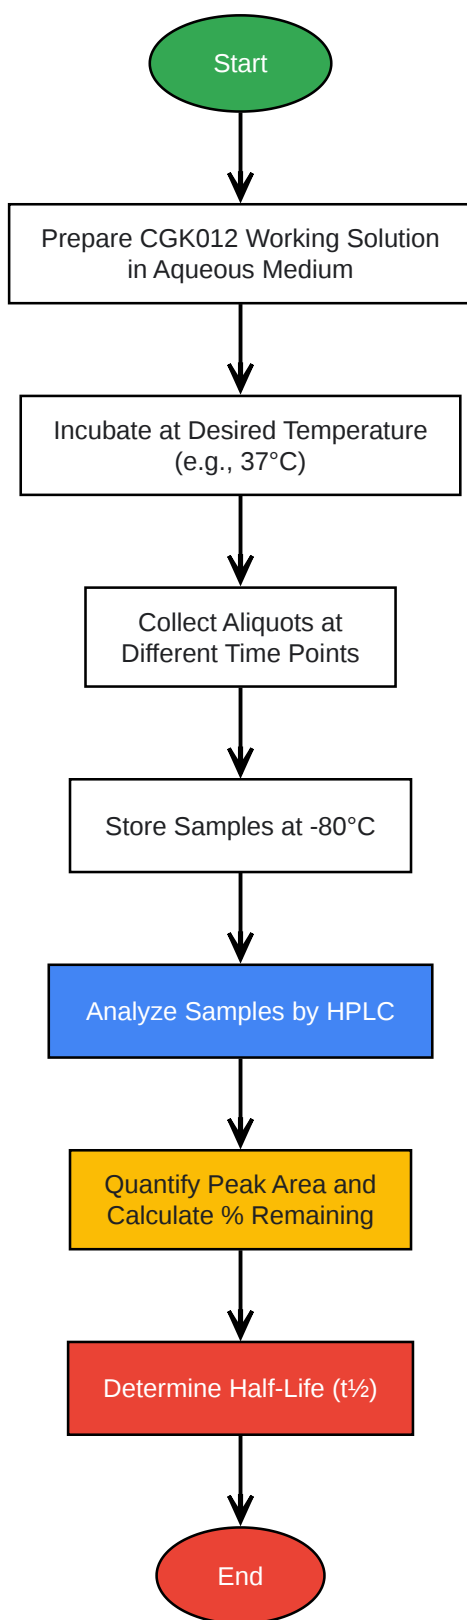 Start
Prepare CGK012 Working Solution
in Aqueous Medium
Incubate at Desired Temperature
(e.g., 37°C)
Collect Aliquots at
Different Time Points
Store Samples at -80°C
Analyze Samples by HPLC
Quantify Peak Area and
Calculate % Remaining
Determine Half-Life (t½)
End